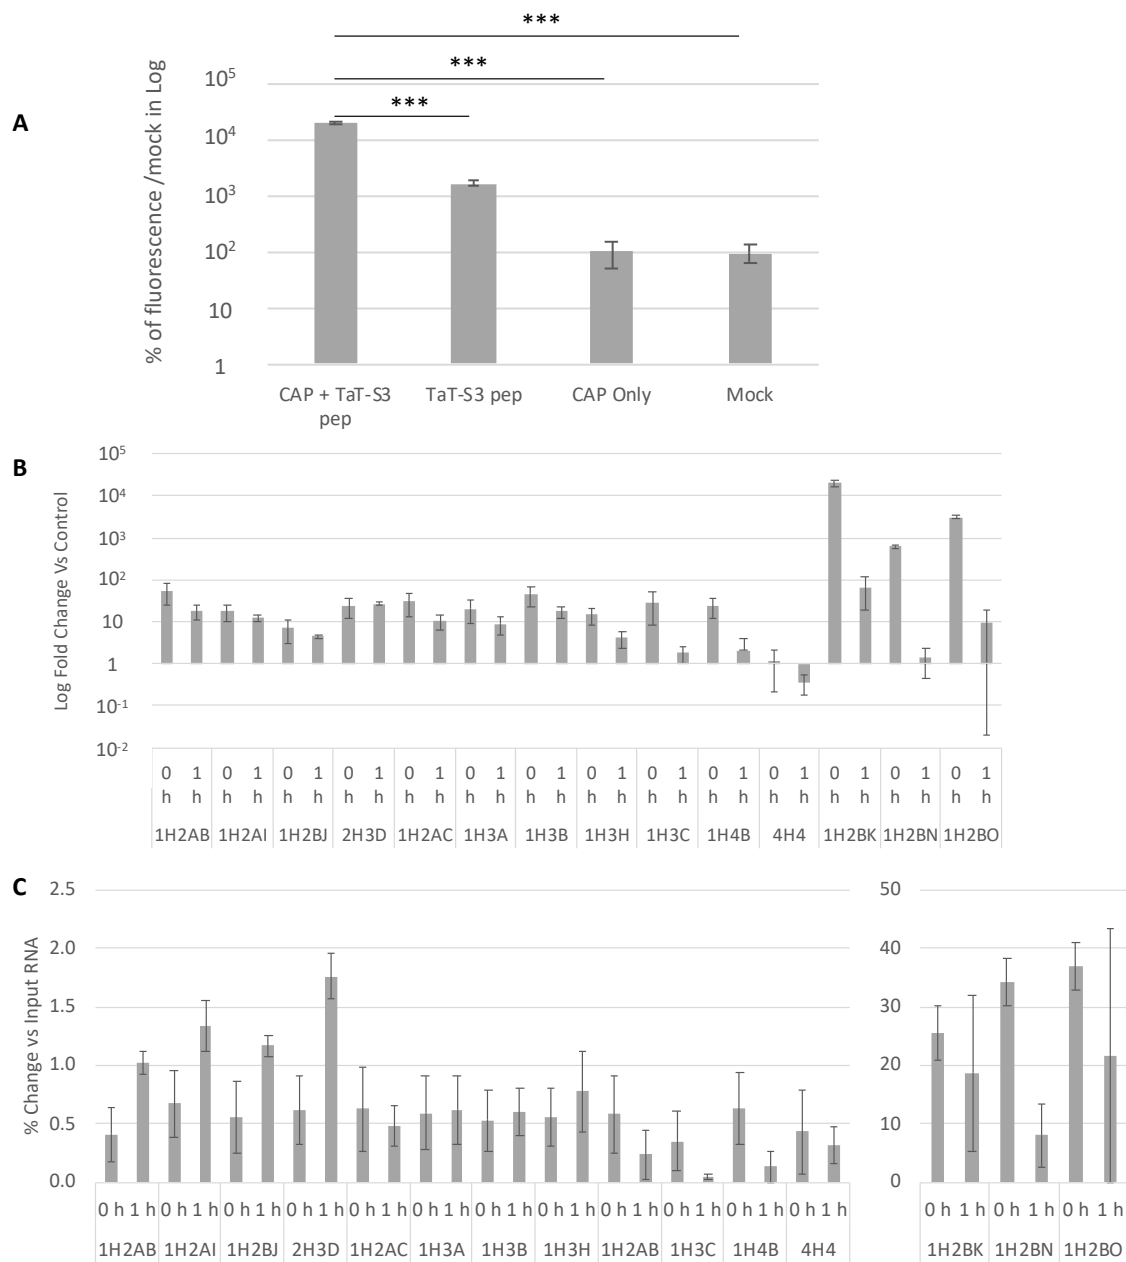 ***
***
***
A
% of fluorescence /mock in Log
10⁵
10⁴
10³
10²
10
1
CAP + TaT-S3 pep
TaT-S3 pep
CAP Only
Mock
B
Log Fold Change Vs Control
10⁵
10⁴
10³
10²
10
1
10⁻¹
10⁻²
0 h 1 h 0 h 1 h 0 h 1 h 0 h 1 h 0 h 1 h 0 h 1 h 0 h 1 h 0 h 1 h 0 h 1 h 0 h 1 h 0 h 1 h 0 h 1 h 0 h 1 h 0 h 1 h
1H2AB 1H2AI 1H2BJ 2H3D 1H2AC 1H3A 1H3B 1H3H 1H3C 1H4B 4H4 1H2BK 1H2BN 1H2BO
C
% Change vs Input RNA
2.5
2.0
1.5
1.0
0.5
0.0
0 h 1 h 0 h 1 h 0 h 1 h 0 h 1 h 0 h 1 h 0 h 1 h 0 h 1 h 0 h 1 h 0 h 1 h 0 h 1 h 0 h 1 h 0 h 1 h
1H2AB 1H2AI 1H2BJ 2H3D 1H2AC 1H3A 1H3B 1H3H 1H2AB 1H3C 1H4B 4H4
50
40
30
20
10
0
0 h 1 h 0 h 1 h 0 h 1 h
1H2BK 1H2BN 1H2BO